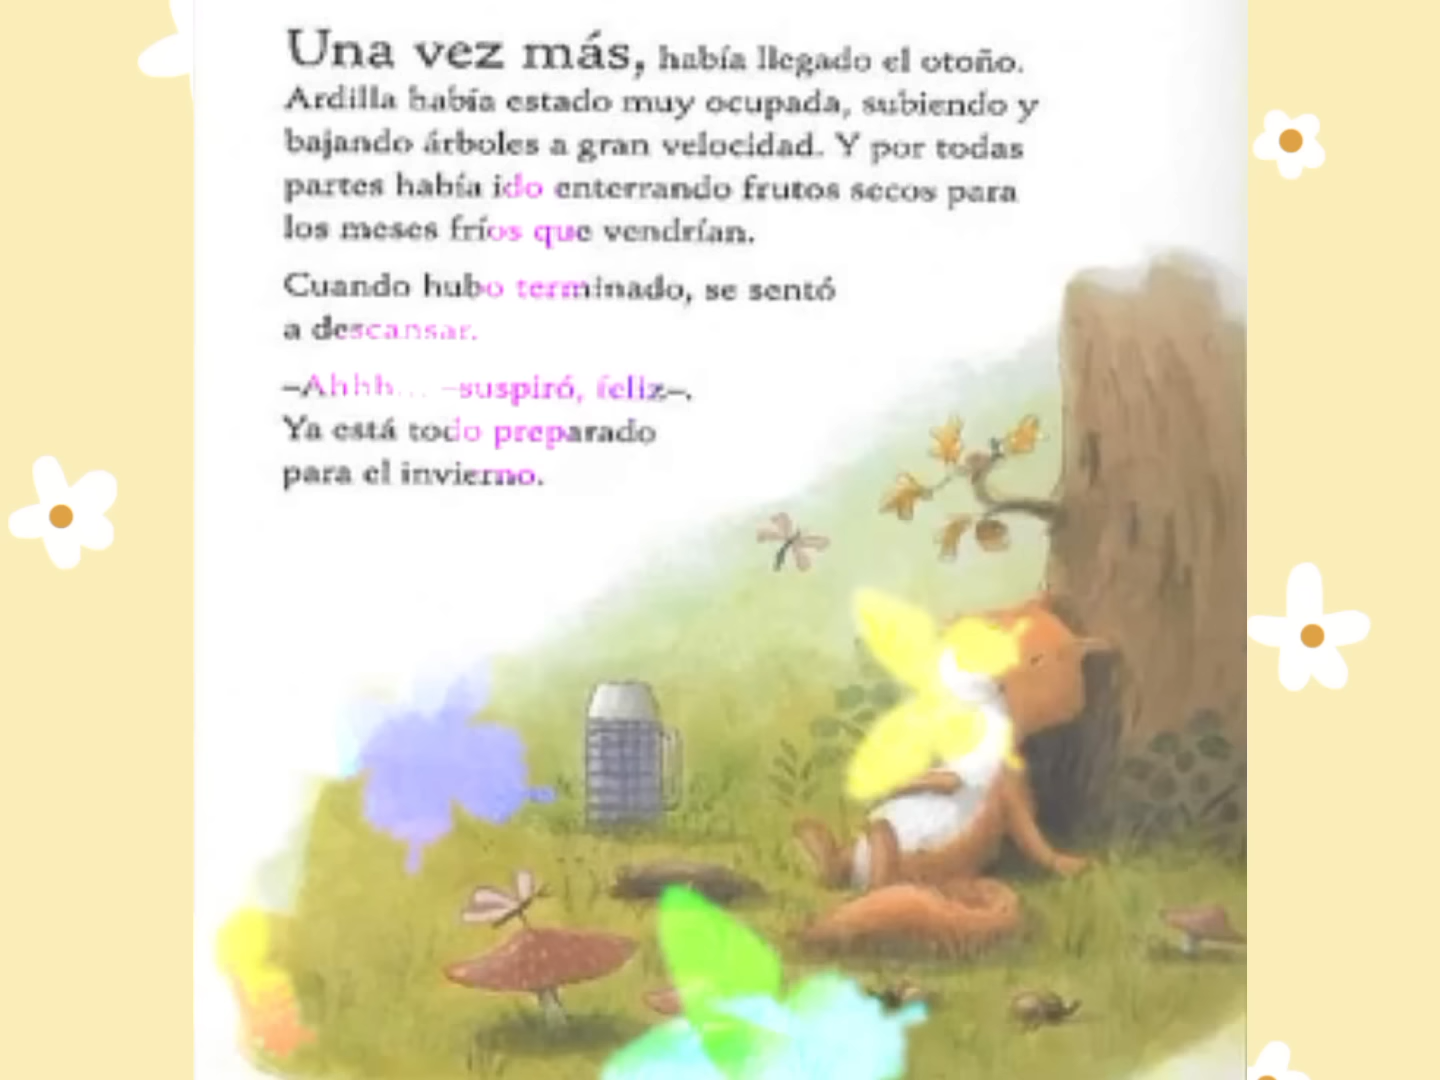 Una vez más, había llegado el otoño.
Ardilla había estado muy ocupada, subiendo y
bajando árboles a gran velocidad. Y por todas
partes había ido enterrando frutos secos para
los meses fríos que vendrían.
Cuando hubo terminado, se sentó
a descansar.
–Ahhh... –suspiró, feliz–.
Ya está todo preparado
para el invierno.